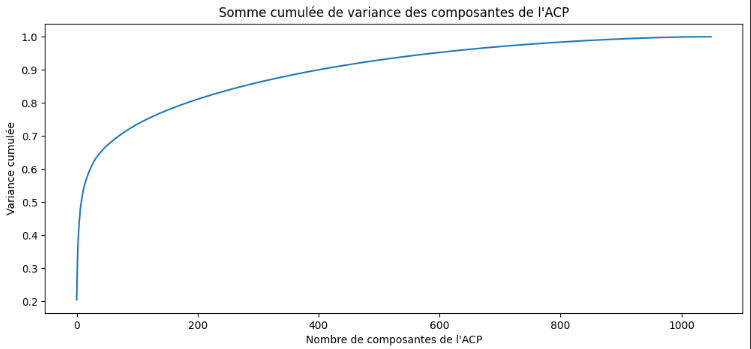 Somme cumulée de variance des composantes de l'ACP
Variance cumulée
1.0
0.9
0.8
0.7
0.6
0.5
0.4
0.3
0.2
0 200 400 600 800 1000
Nombre de composantes de l'ACP